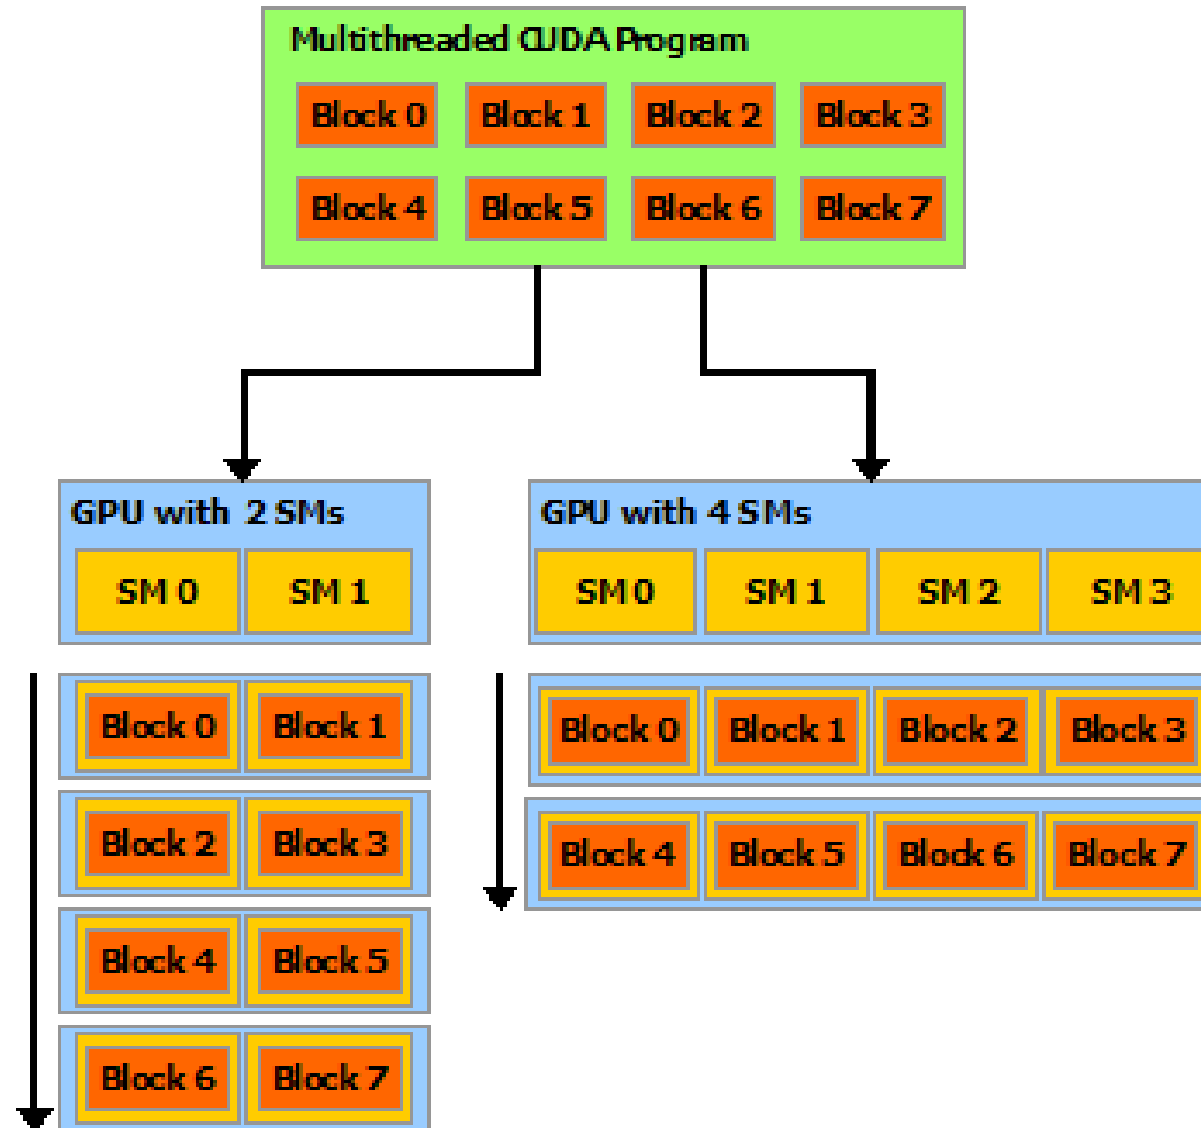 Multithreaded CUDA Program
Block 0 Block 1 Block 2 Block 3
Block 4 Block 5 Block 6 Block 7
GPU with 2 SMs
SM 0 SM 1
Block 0 Block 1
Block 2 Block 3
Block 4 Block 5
Block 6 Block 7
GPU with 4 SMs
SM 0 SM 1 SM 2 SM 3
Block 0 Block 1 Block 2 Block 3
Block 4 Block 5 Block 6 Block 7